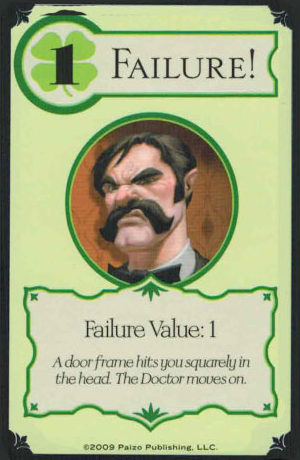 1 FAILURE!
Failure Value: 1
A door frame hits you squarely in
the head. The Doctor moves on.
©2009 Paizo Publishing, LLC.